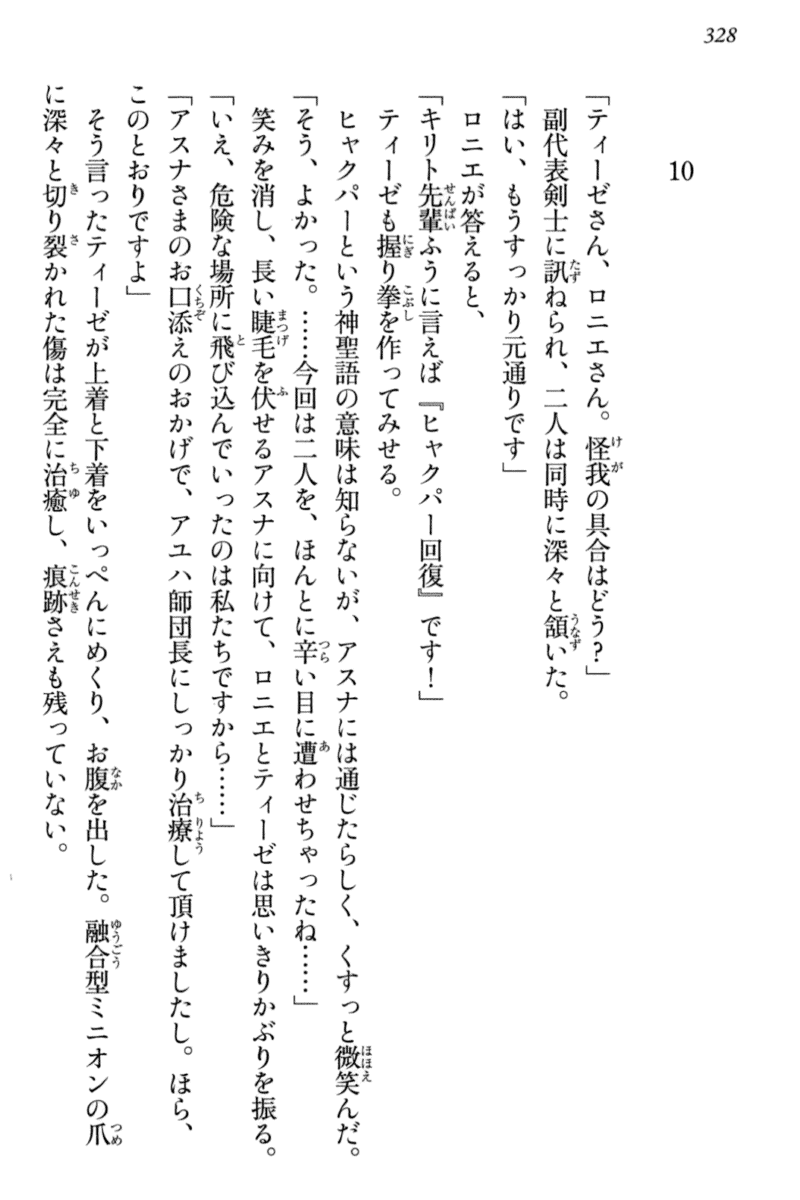 328
10
「ティーゼさん、ロニエさん。怪我の具合はどう？」
副代表剣士に訊ねられ、二人は同時に深々と頷いた。
「はい、もうすっかり元通りです」
ロニエが答えると、
「キリト先輩ふうに言えば『ヒャクパー回復』です！」
ティーゼも握り拳を作ってみせる。
ヒャクパーという神聖語の意味は知らないが、アスナには通じたらしく、くすっと微笑んだ。
「そう、よかった。……今回は二人を、ほんとに辛い目に遭わせちゃったね……」
笑みを消し、長い睫毛を伏せるアスナに向けて、ロニエとティーゼは思いきりかぶりを振る。
「いえ、危険な場所に飛び込んでいったのは私たちですから……」
「アスナさまのお口添えのおかげで、アユハ師団長にしっかり治療して頂けましたし。ほら、
このとおりですよ」
そう言ったティーゼが上着と下着をいっぺんにめくり、お腹を出した。融合型ミニオンの爪
に深々と切り裂かれた傷は完全に治癒し、痕跡さえも残っていない。